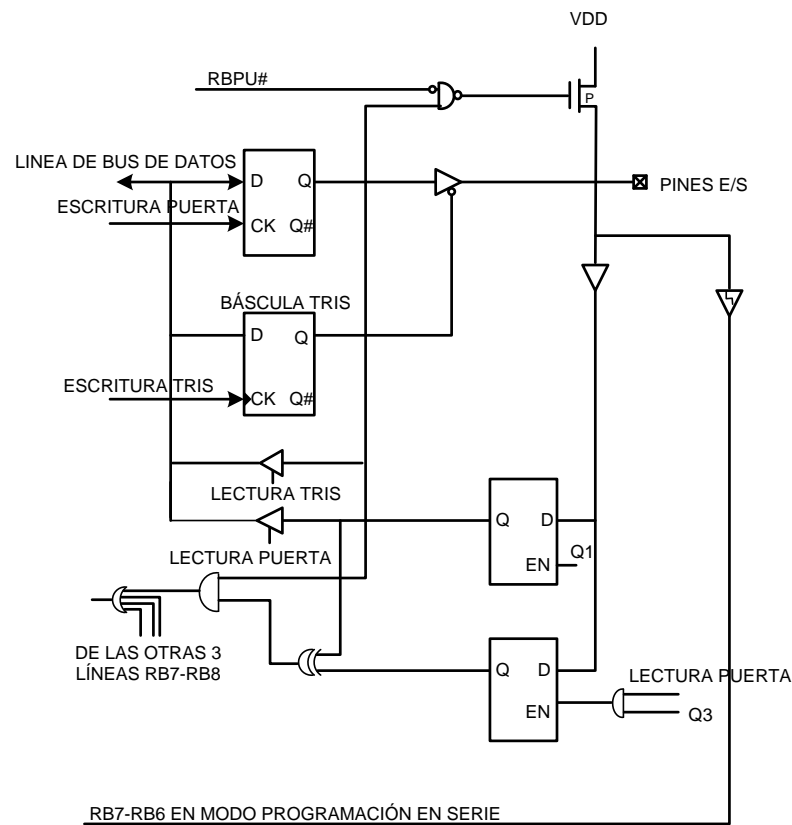 VDD
RBPU#
P
LINEA DE BUS DE DATOS
D
Q
PINES E/S
ESCRITURA PUERTA
CK
Q#
BÁSCULA TRIS
D
Q
ESCRITURA TRIS
CK
Q#
LECTURA TRIS
Q
D
LECTURA PUERTA
EN
Q1
DE LAS OTRAS 3
LÍNEAS RB7-RB8
Q
D
LECTURA PUERTA
EN
Q3
RB7-RB6 EN MODO PROGRAMACIÓN EN SERIE